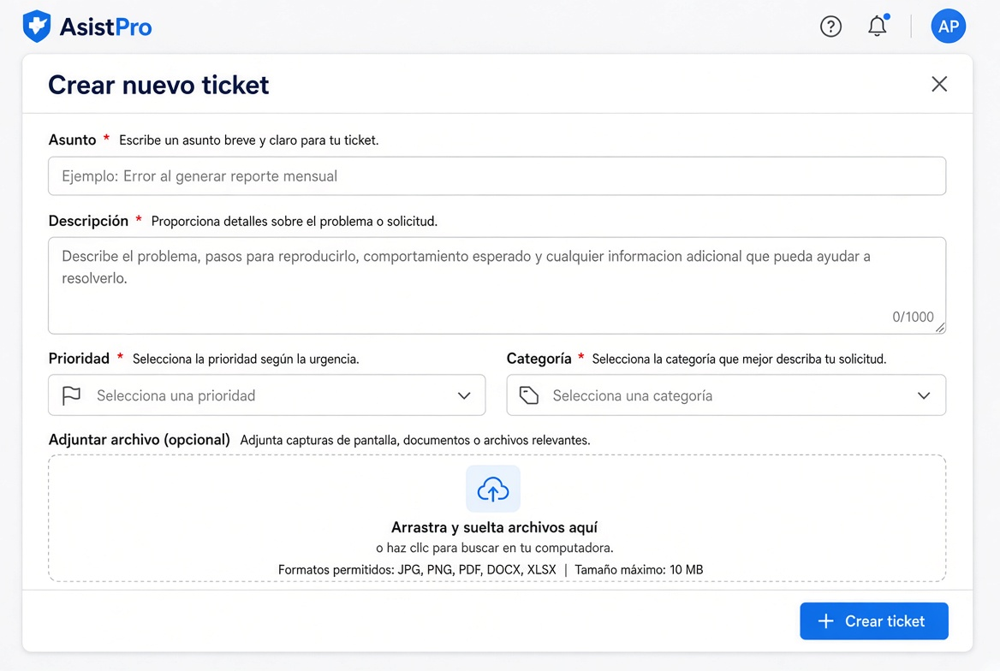 AsistPro
?
AP
Crear nuevo ticket
Asunto * Escribe un asunto breve y claro para tu ticket.
Ejemplo: Error al generar reporte mensual
Descripción * Proporciona detalles sobre el problema o solicitud.
Describe el problema, pasos para reproducirlo, comportamiento esperado y cualquier informacion adicional que pueda ayudar a
resolverlo.
0/1000
Prioridad * Selecciona la prioridad según la urgencia.
Categoría * Selecciona la categoría que mejor describa tu solicitud.
Selecciona una prioridad
Selecciona una categoría
Adjuntar archivo (opcional) Adjunta capturas de pantalla, documentos o archivos relevantes.
Arrastra y suelta archivos aquí
o haz cllc para buscar en tu computadora.
Formatos permitidos: JPG, PNG, PDF, DOCX, XLSX | Tamaño máximo: 10 MB
+ Crear ticket